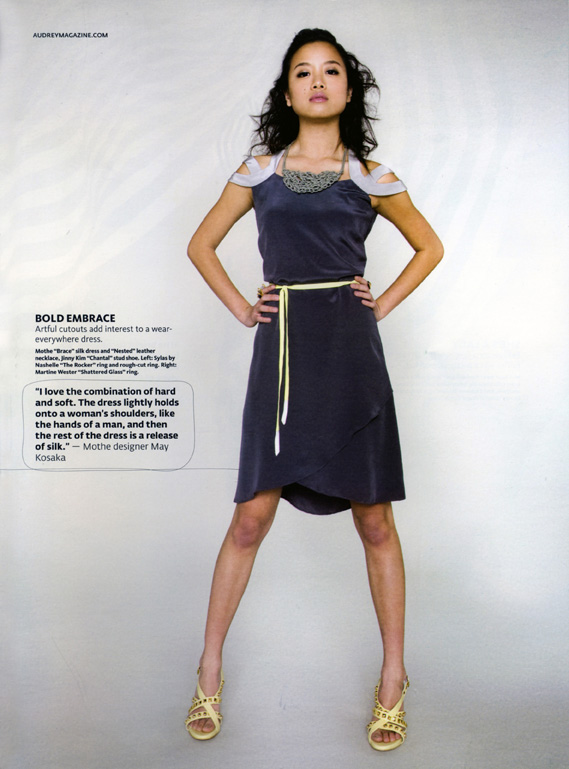 AUDREYMAGAZINE.COM
BOLD EMBRACE
Artful cutouts add interest to a wear-
everywhere dress.
Mothe "Brace" silk dress and "Nested" leather
necklace, Jinny Kim "Chantal" stud shoe. Left: Sylas by
Nashelle "The Rocker" ring and rough-cut ring. Right:
Martine Wester "Shattered Glass" ring.
"I love the combination of hard
and soft. The dress lightly holds
onto a woman's shoulders, like
the hands of a man, and then
the rest of the dress is a release
of silk." — Mothe designer May
Kosaka